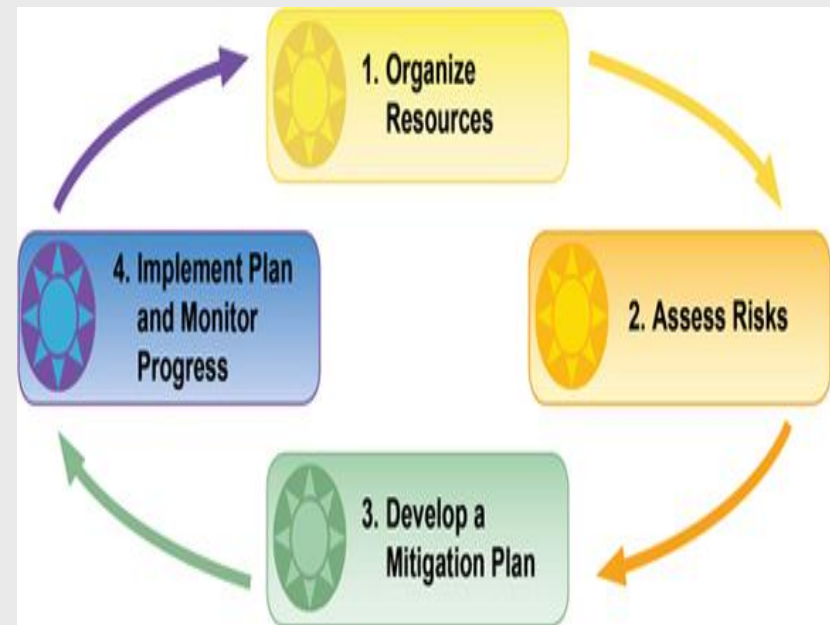 1. Organize
Resources
2. Assess Risks
3. Develop a
Mitigation Plan
4. Implement Plan
and Monitor
Progress